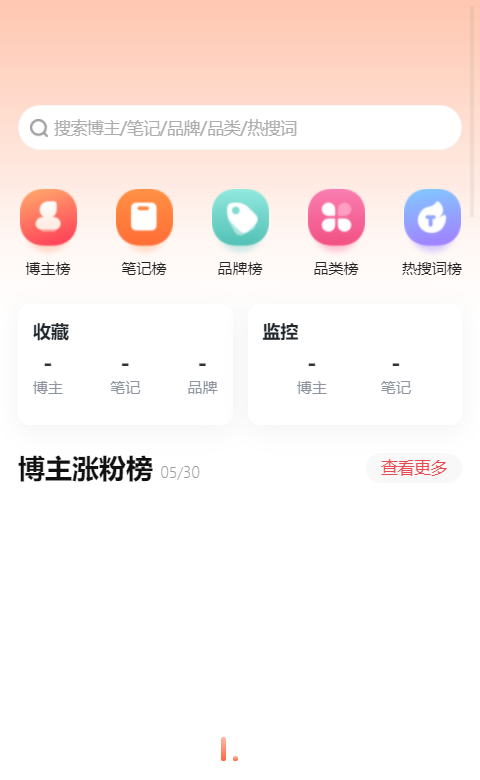 搜索博主/笔记/品牌/品类/热搜词
博主榜 笔记榜 品牌榜 品类榜 热搜词榜
收藏 监控
- - - - -
博主 笔记 品牌 博主 笔记
博主涨粉榜 05/30 查看更多